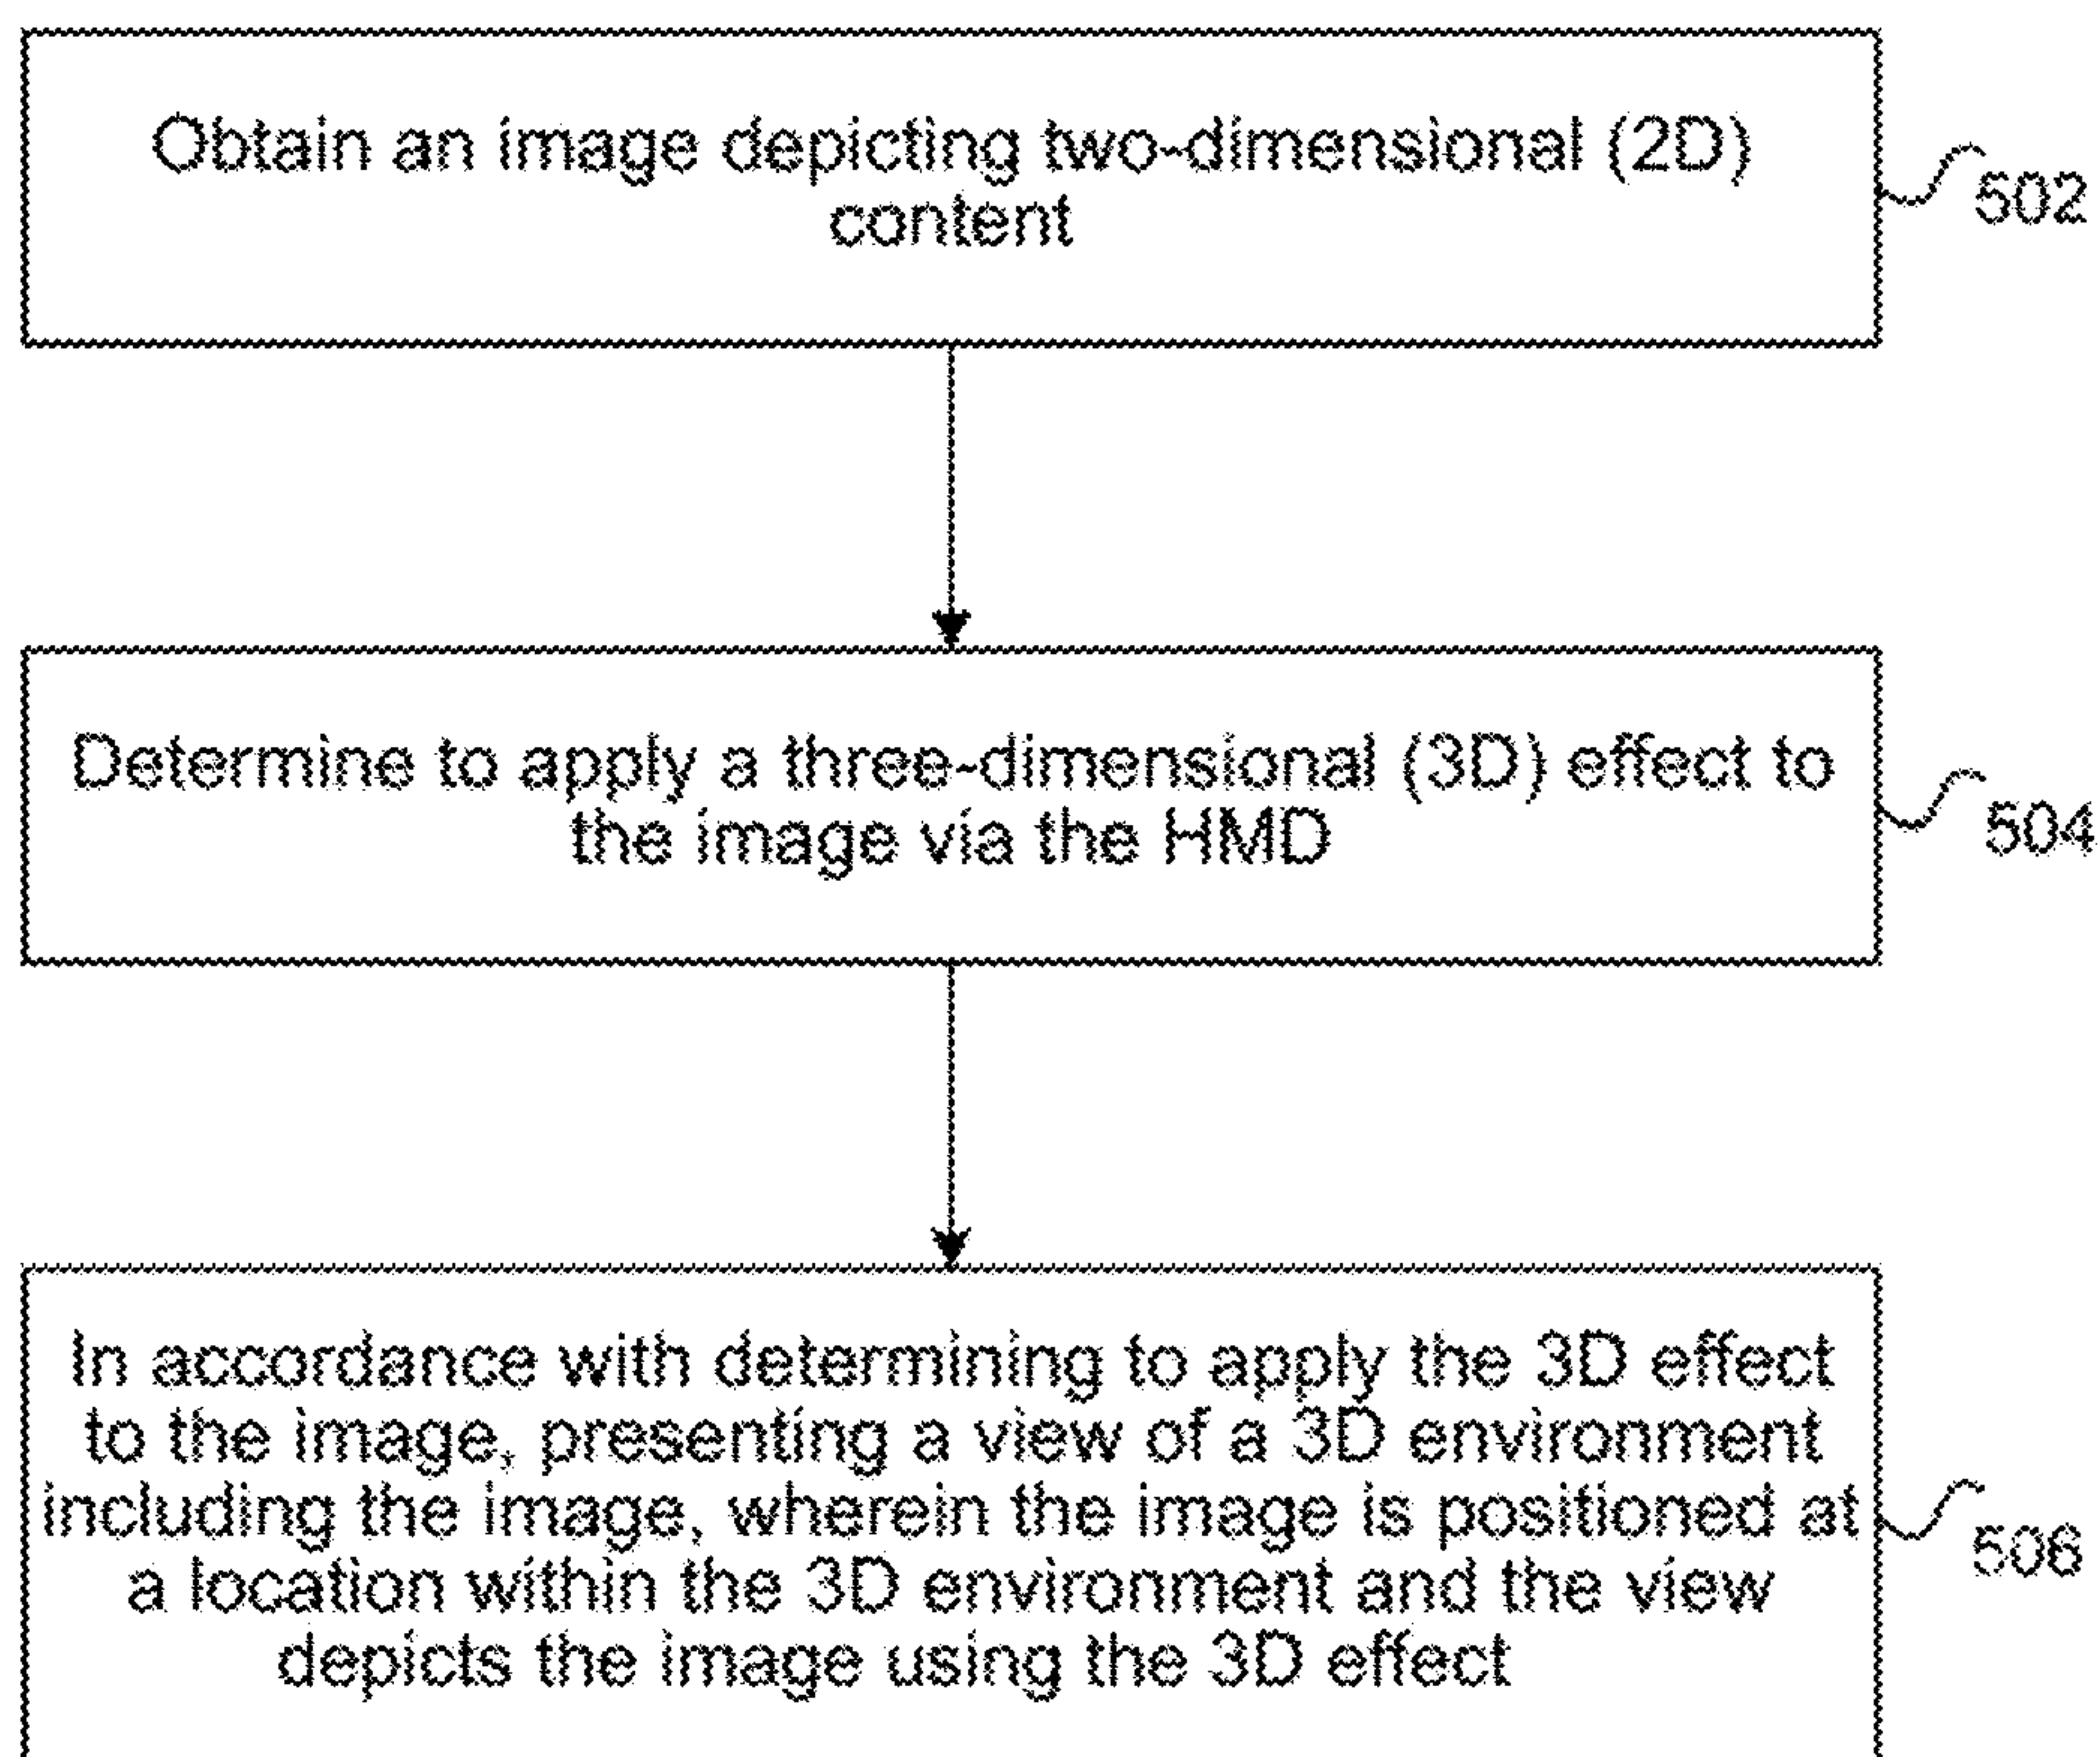 Obtain an image depicting two-dimensional (2D)
content
502
Determine to apply a three-dimensional (3D) effect to
the image via the HMD
504
In accordance with determining to apply the 3D effect
to the image, presenting a view of a 3D environment
including the image, wherein the image is positioned at
a location within the 3D environment and the view
depicts the image using the 3D effect
506